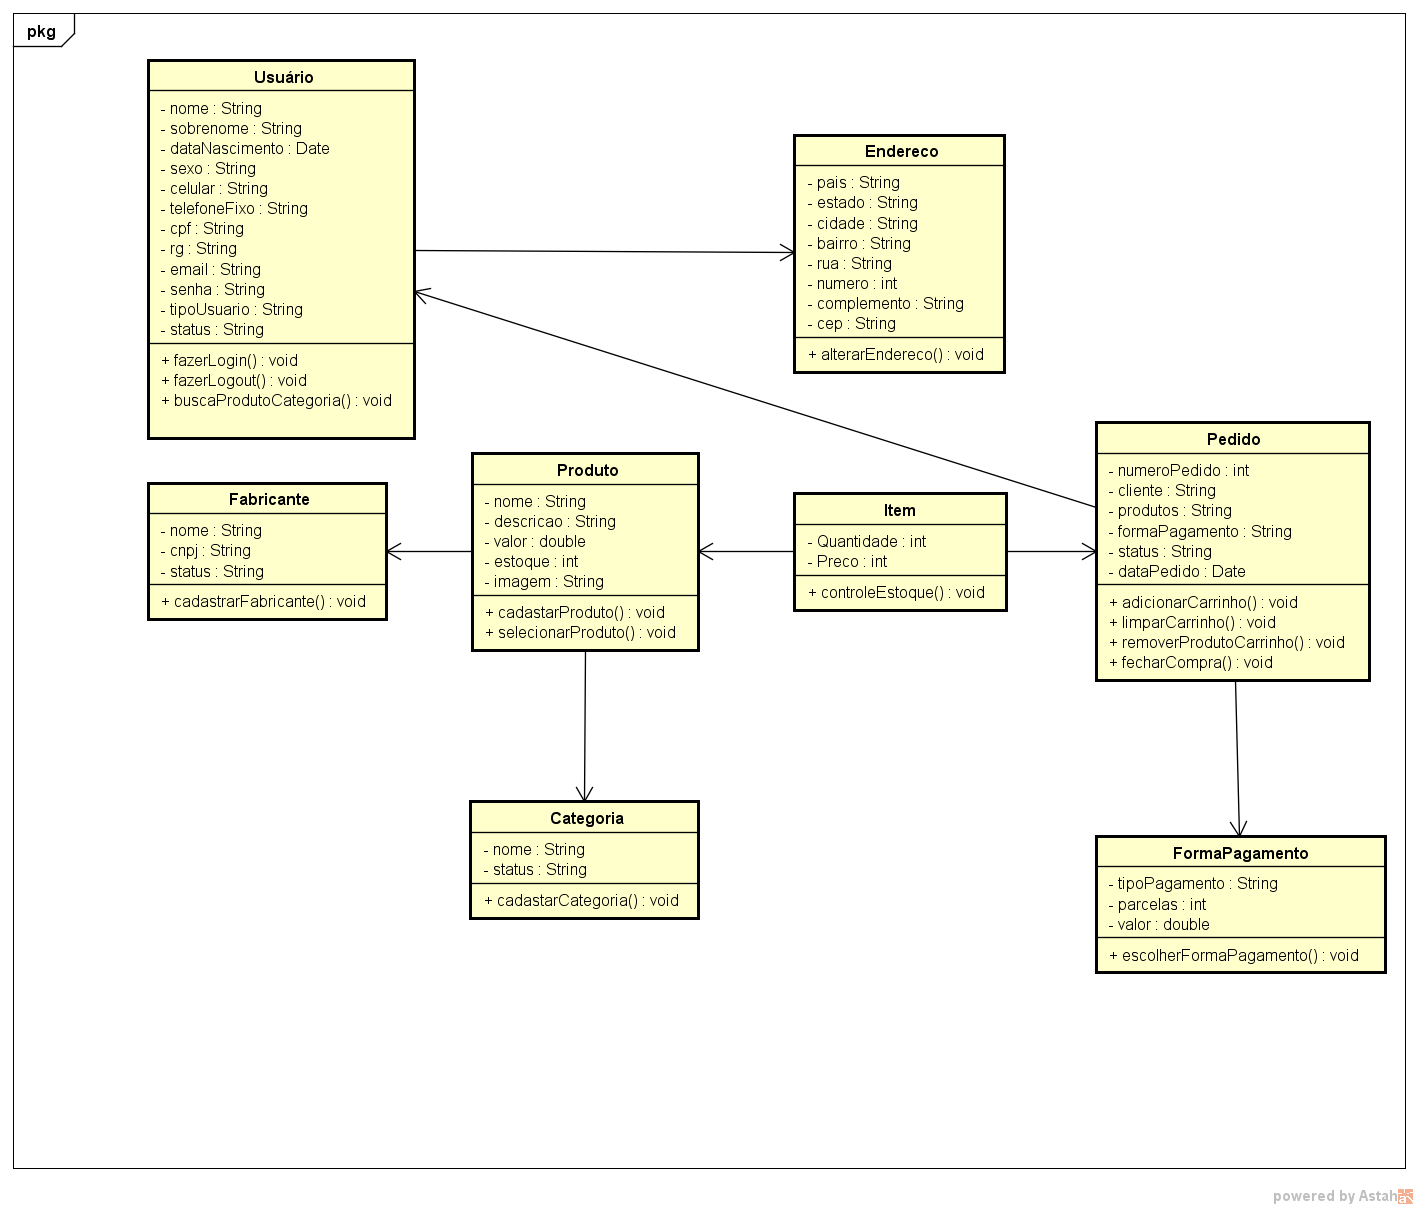 pkg
Usuário
- nome : String
- sobrenome : String
- dataNascimento : Date
- sexo : String
- celular : String
- telefoneFixo : String
- cpf : String
- rg : String
- email : String
- senha : String
- tipoUsuario : String
- status : String
+ fazerLogin() : void
+ fazerLogout() : void
+ buscaProdutoCategoria() : void
Endereco
- pais : String
- estado : String
- cidade : String
- bairro : String
- rua : String
- numero : int
- complemento : String
- cep : String
+ alterarEndereco() : void
Fabricante
- nome : String
- cnpj : String
- status : String
+ cadastrarFabricante() : void
Produto
- nome : String
- descricao : String
- valor : double
- estoque : int
- imagem : String
+ cadastarProduto() : void
+ selecionarProduto() : void
Item
- Quantidade : int
- Preco : int
+ controleEstoque() : void
Pedido
- numeroPedido : int
- cliente : String
- produtos : String
- formaPagamento : String
- status : String
- dataPedido : Date
+ adicionarCarrinho() : void
+ limparCarrinho() : void
+ removerProdutoCarrinho() : void
+ fecharCompra() : void
Categoria
- nome : String
- status : String
+ cadastarCategoria() : void
FormaPagamento
- tipoPagamento : String
- parcelas : int
- valor : double
+ escolherFormaPagamento() : void
powered by Astah